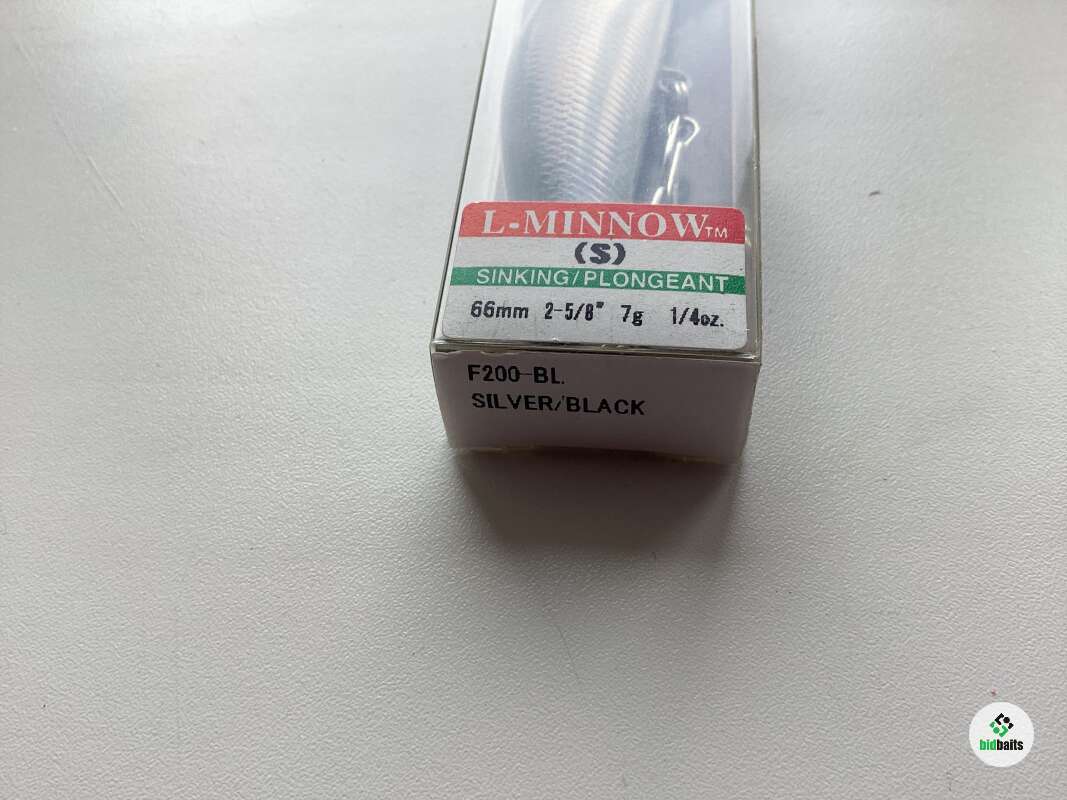 L-MINNOW™
(S)
SINKING/PLONGEANT
66mm 2-5/8" 7g 1/4oz.
F200-BL.
SILVER/BLACK
bidbaits